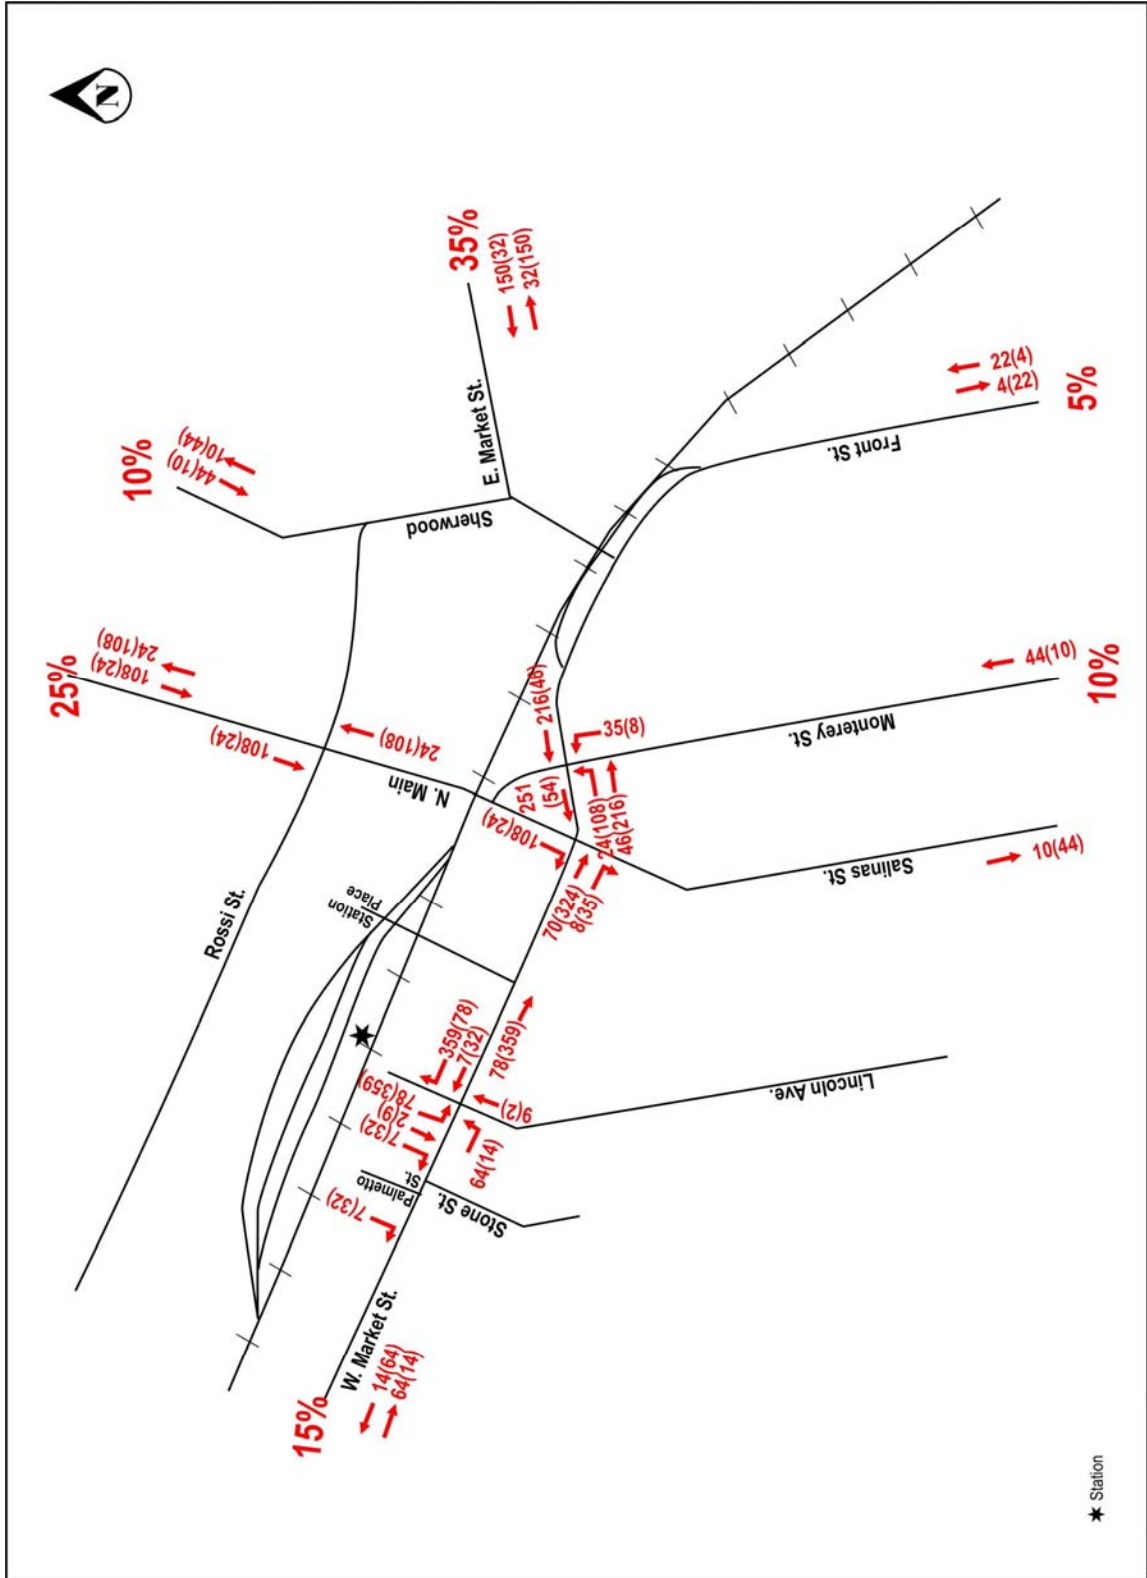 N
35%
150(32)
32(150)
E. Market St.
10%
44(10)
10(44)
Sherwood
22(4)
4(22)
5%
Front St.
25%
108(24)
24(108)
108(24)
24(108)
N. Main
Rossi St.
216(46)
35(8)
44(10)
10%
Monterey St.
251
(54)
24(108)
46(216)
108(24)
70(324)
8(35)
Salinas St.
10(44)
Station
Place
359(78)
7(32)
78(359)
78(359)
2(9)
7(32)
9(2)
64(14)
Lincoln Ave.
Palmetto
St.
Stone St.
7(32)
W. Market St.
14(64)
64(14)
15%
Station